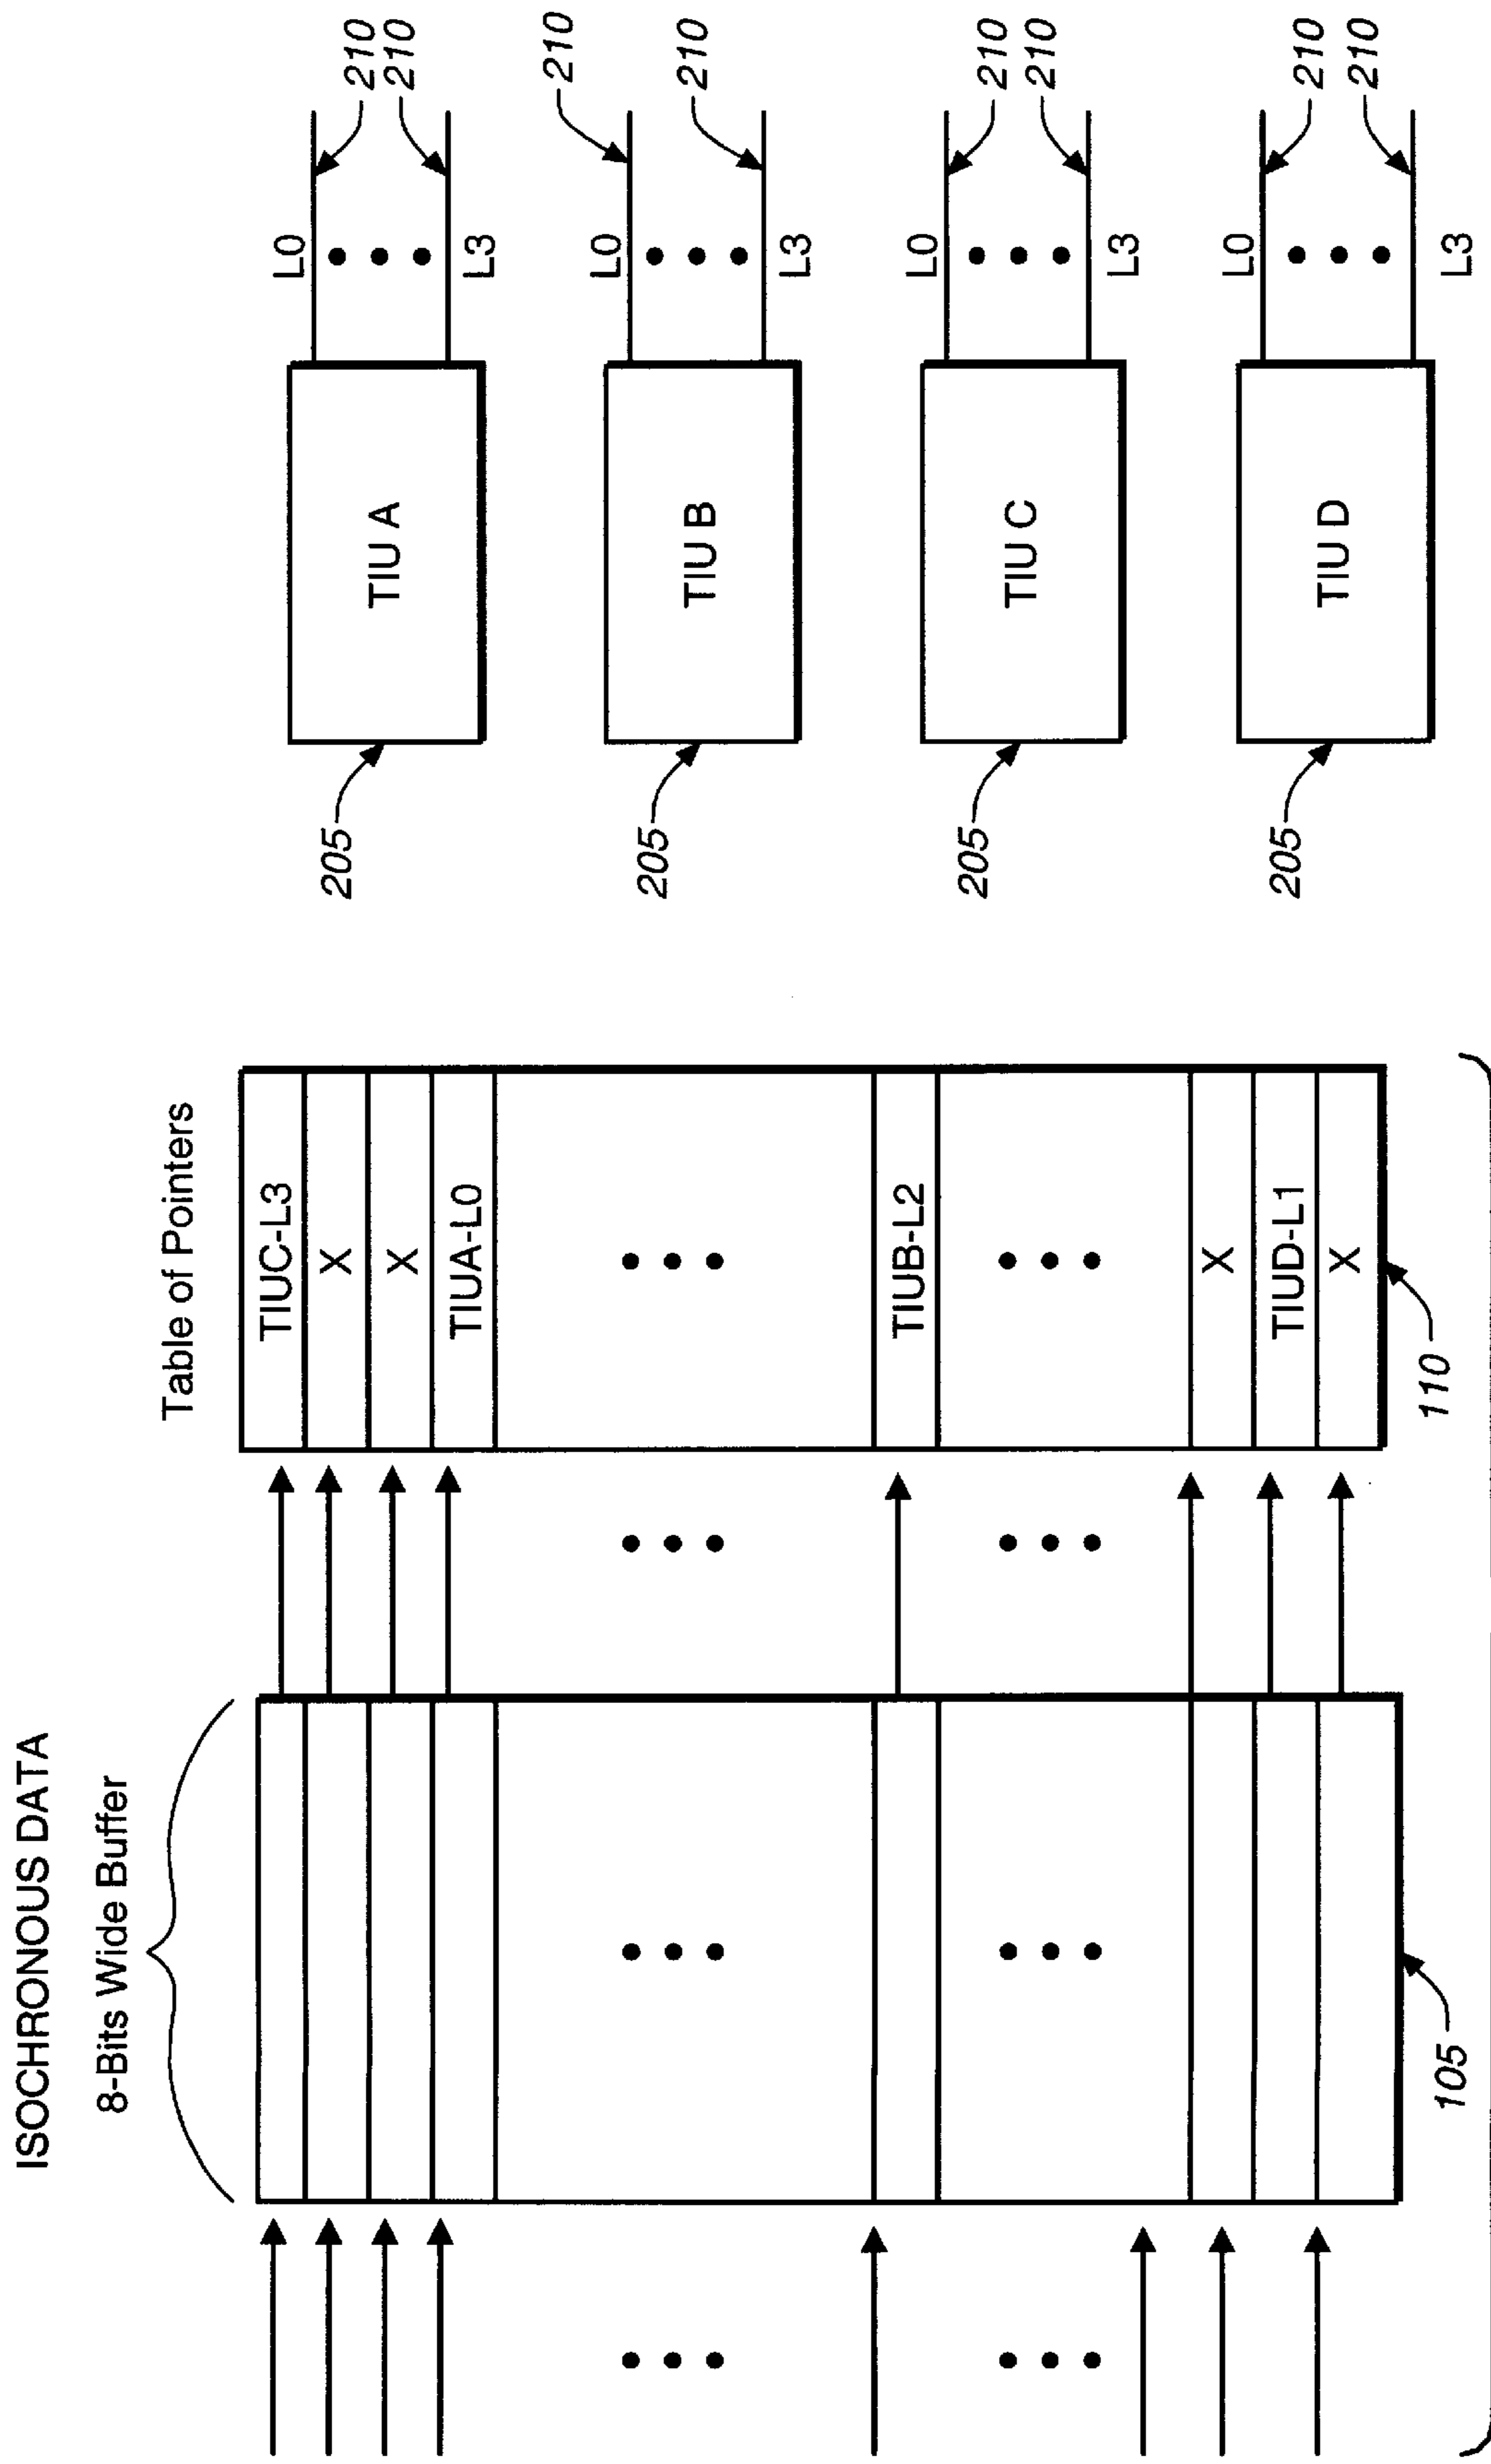 ISOCHRONOUS DATA
8-Bits Wide Buffer
105
Table of Pointers
TIUC-L3
X
X
TIUA-L0
TIUB-L2
X
TIUD-L1
X
110
205
TIU A
L0
L3
210
210
205
TIU B
L0
L3
210
210
205
TIU C
L0
L3
210
210
205
TIU D
L0
L3
210
210